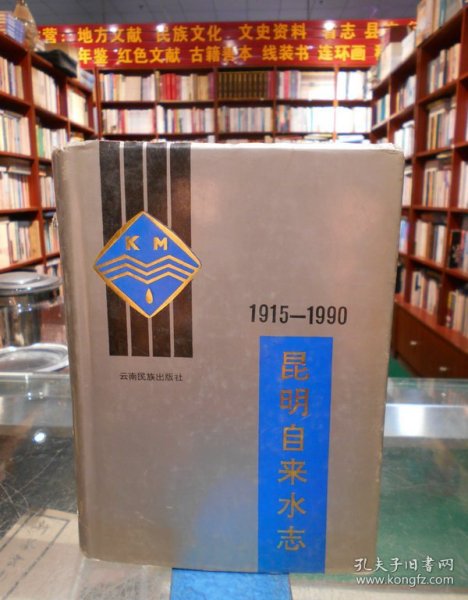 营：地方文献 民族文化 文史资料 省志 县
年鉴 红色文献 古籍善本 线装书 连环画
K M
1915—1990
云南民族出版社
昆明自来水志
孔夫子旧书网
www.kongfz.com